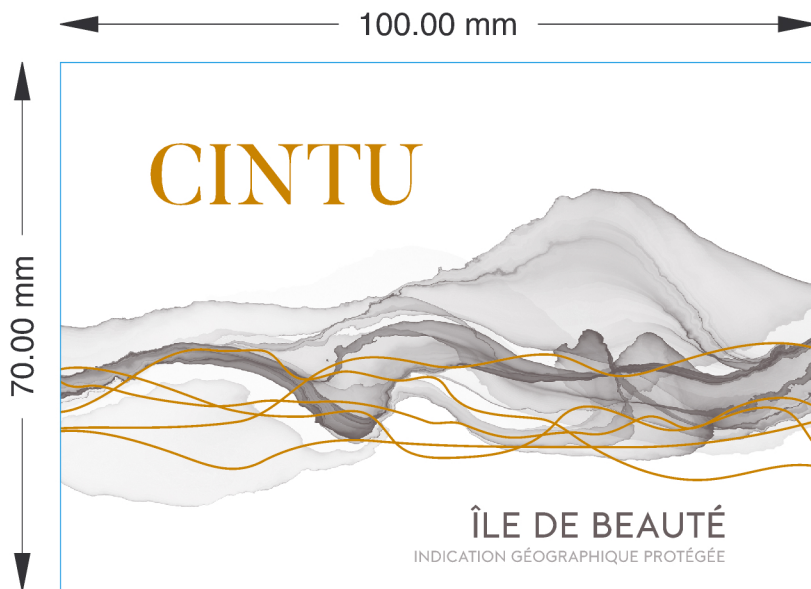 100.00 mm
70.00 mm
CINTU
ÎLE DE BEAUTÉ
INDICATION GÉOGRAPHIQUE PROTÉGÉE